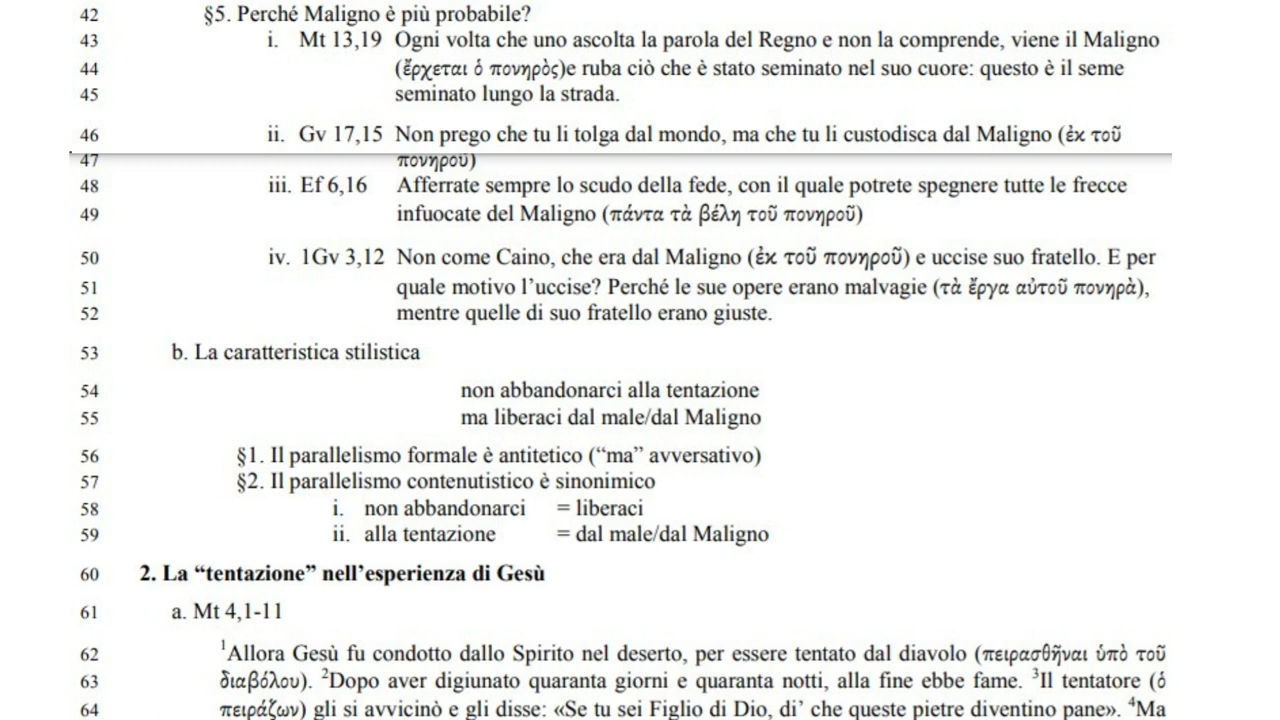 42 §5. Perché Maligno è più probabile?
43 i. Mt 13,19 Ogni volta che uno ascolta la parola del Regno e non la comprende, viene il Maligno
44 (ἔρχεται ὁ πονηρὸς)e ruba ciò che è stato seminato nel suo cuore: questo è il seme
45 seminato lungo la strada.
46 ii. Gv 17,15 Non prego che tu li tolga dal mondo, ma che tu li custodisca dal Maligno (ἐκ τοῦ
47 πονηροῦ)
48 iii. Ef 6,16 Afferrate sempre lo scudo della fede, con il quale potrete spegnere tutte le frecce
49 infuocate del Maligno (πάντα τὰ βέλη τοῦ πονηροῦ)
50 iv. 1Gv 3,12 Non come Caino, che era dal Maligno (ἐκ τοῦ πονηροῦ) e uccise suo fratello. E per
51 quale motivo l’uccise? Perché le sue opere erano malvagie (τὰ ἔργα αὐτοῦ πονηρὰ),
52 mentre quelle di suo fratello erano giuste.
53 b. La caratteristica stilistica
54 non abbandonarci alla tentazione
55 ma liberaci dal male/dal Maligno
56 §1. Il parallelismo formale è antitetico (“ma” avversativo)
57 §2. Il parallelismo contenutistico è sinonimico
58 i. non abbandonarci = liberaci
59 ii. alla tentazione = dal male/dal Maligno
60 2. La “tentazione” nell’esperienza di Gesù
61 a. Mt 4,1-11
62 ¹Allora Gesù fu condotto dallo Spirito nel deserto, per essere tentato dal diavolo (πειρασθῆναι ὑπὸ τοῦ
63 διαβόλου). ²Dopo aver digiunato quaranta giorni e quaranta notti, alla fine ebbe fame. ³Il tentatore (ὁ
64 πειράζων) gli si avvicinò e gli disse: «Se tu sei Figlio di Dio, di’ che queste pietre diventino pane». ⁴Ma